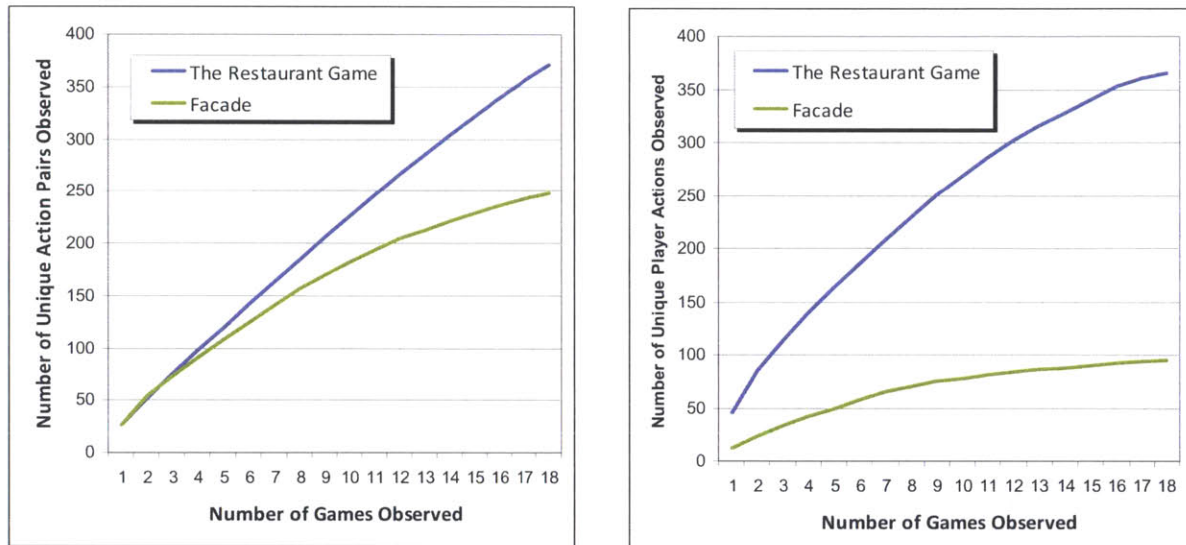 Number of Unique Action Pairs Observed
400
350
300
250
200
150
100
50
0
The Restaurant Game
Facade
1 2 3 4 5 6 7 8 9 10 11 12 13 14 15 16 17 18
Number of Games Observed
Number of Unique Player Actions Observed
400
350
300
250
200
150
100
50
0
The Restaurant Game
Facade
1 2 3 4 5 6 7 8 9 10 11 12 13 14 15 16 17 18
Number of Games Observed